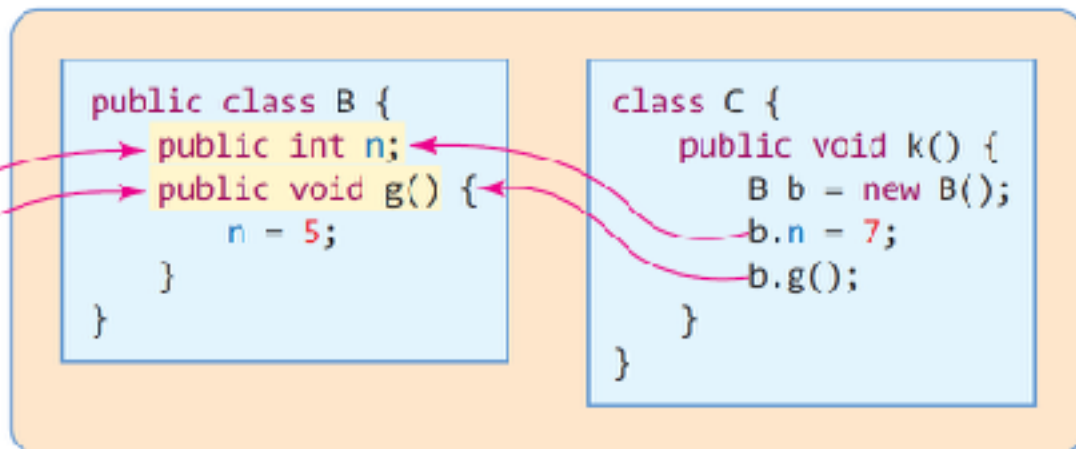 public class B {
public int n;
public void g() {
n = 5;
}
}
class C {
public void k() {
B b = new B();
b.n = 7;
b.g();
}
}